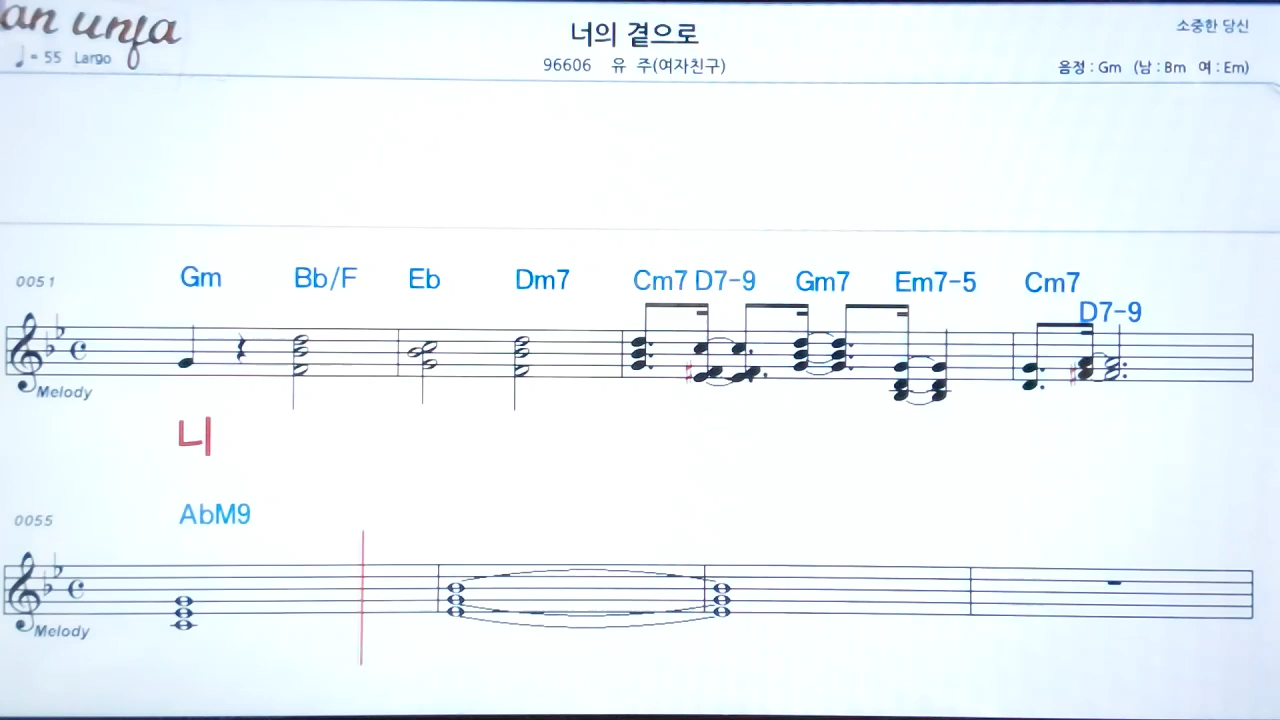 an unja
♩= 55 Largo
너의 곁으로
96606 유 주(여자친구)
소중한 당신
음정 : Gm (남 : Bm 여 : Em)
0051
Gm Bb/F Eb Dm7 Cm7 D7-9 Gm7 Em7-5 Cm7 D7-9
Melody
니
0055
AbM9
Melody